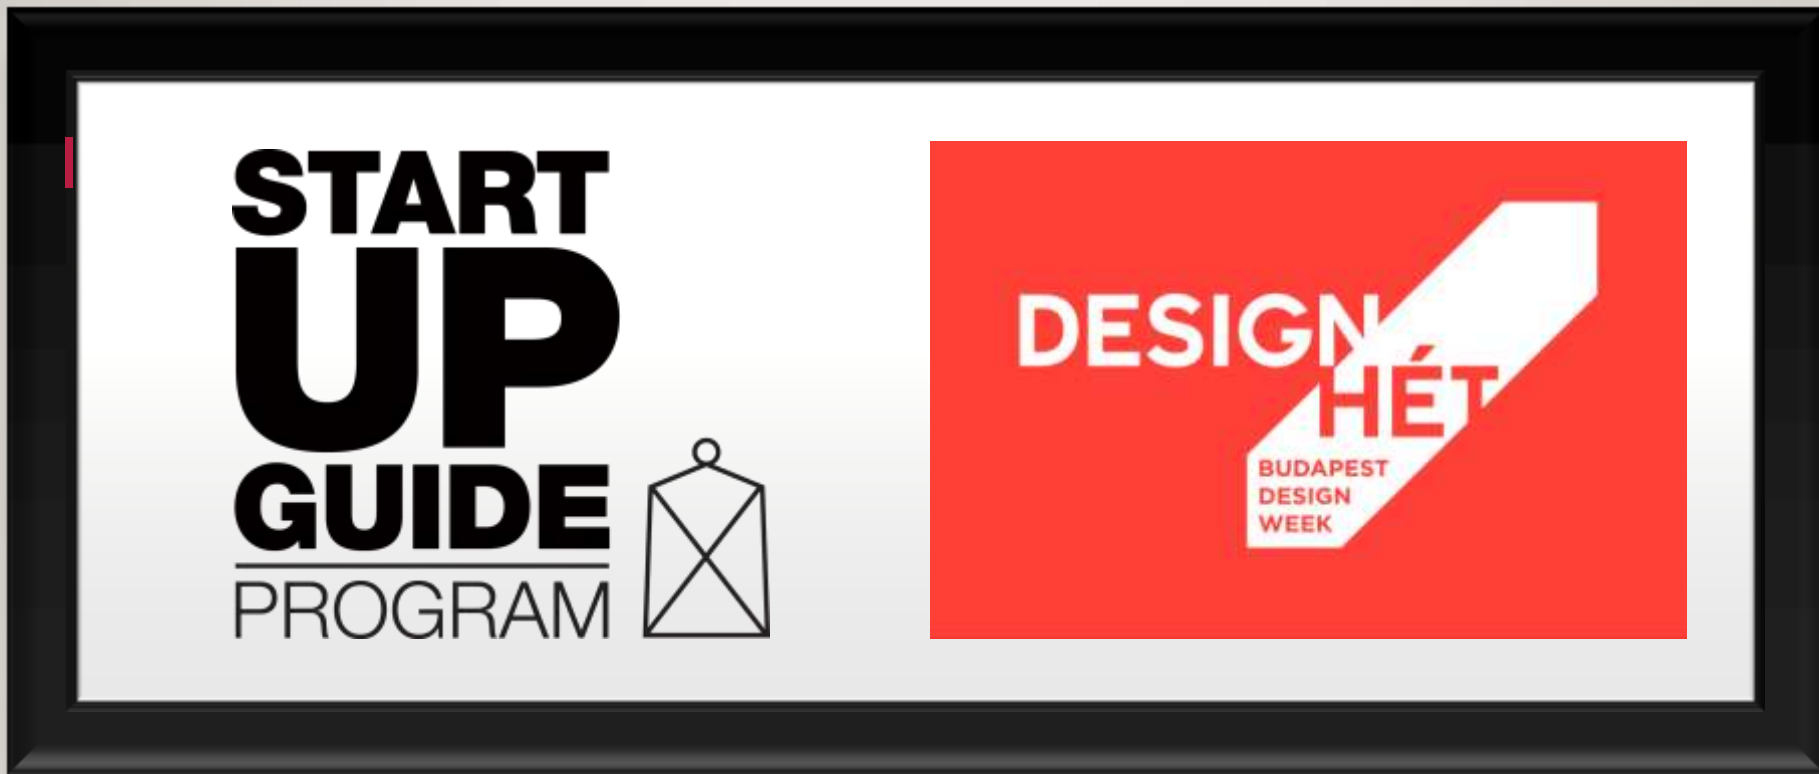 START
UP
GUIDE
PROGRAM
DESIGN
HÉT
BUDAPEST
DESIGN
WEEK